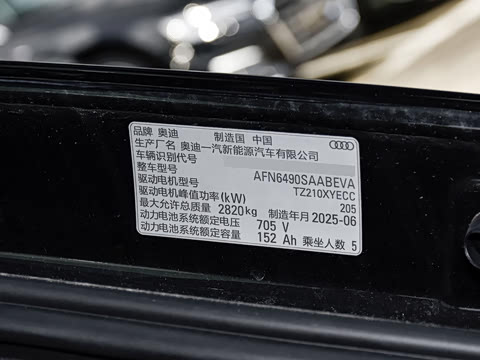 品牌 奥迪 制造国 中国
生产厂名 奥迪一汽新能源汽车有限公司
车辆识别代号
整车型号 AFN6490SAABEVA
驱动电机型号 TZ210XYECC
驱动电机峰值功率(kW) 205
最大允许总质量 2820kg 制造年月 2025-06
动力电池系统额定电压 705 V
动力电池系统额定容量 152 Ah 乘坐人数 5